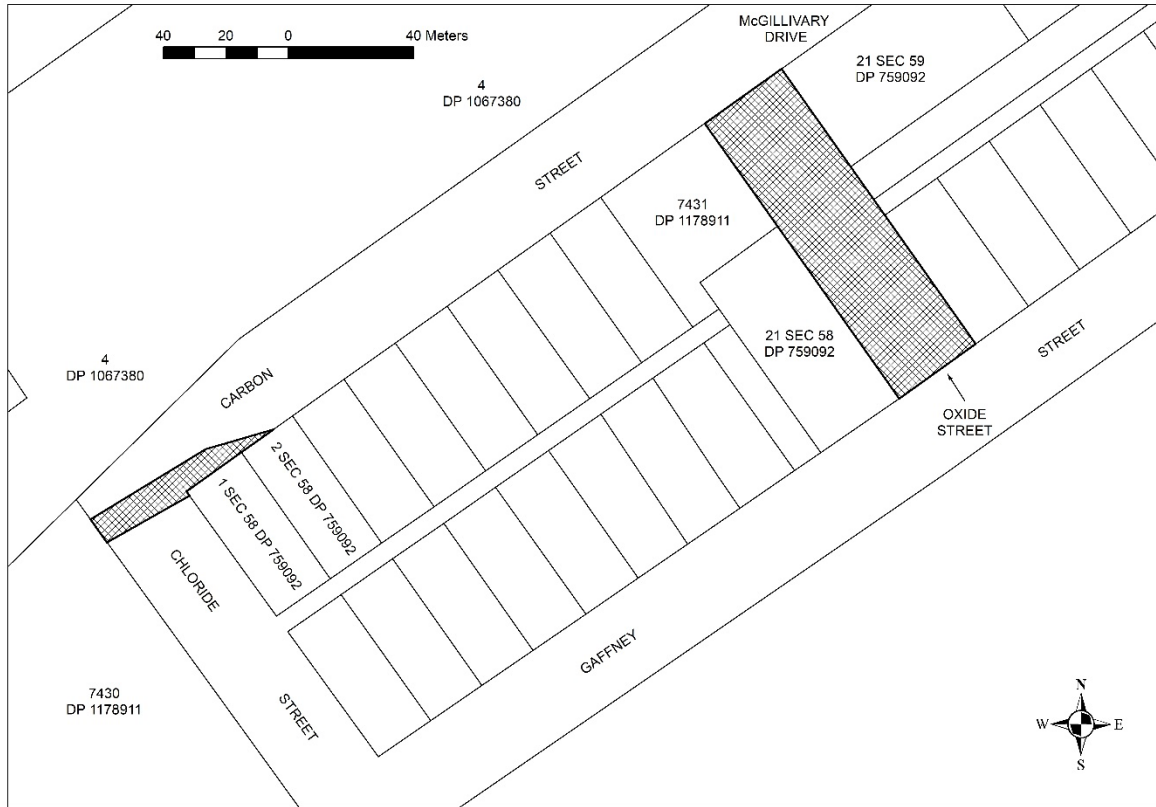 McGILLIVARY
DRIVE
40 20 0 40 Meters
21 SEC 59
DP 759092
4
DP 1067380
STREET
7431
DP 1178911
21 SEC 58
DP 759092
STREET
OXIDE
STREET
4
DP 1067380
CARBON
2 SEC 58 DP 759092
1 SEC 58 DP 759092
CHLORIDE
GAFFNEY
7430
DP 1178911
STREET
N
W E
S